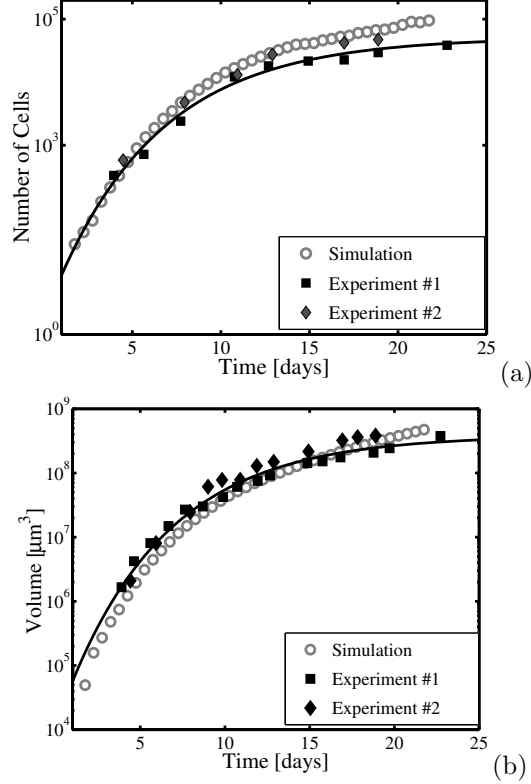 10^5
10^3
10^0
Number of Cells
Simulation
Experiment #1
Experiment #2
5 10 15 20 25
Time [days]
(a)
10^9
10^8
10^7
10^6
10^5
10^4
Volume [μm^3]
Simulation
Experiment #1
Experiment #2
5 10 15 20 25
Time [days]
(b)